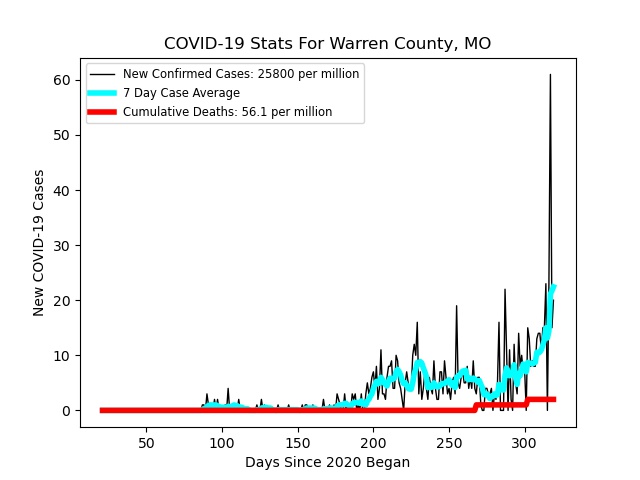 COVID-19 Stats For Warren County, MO
New Confirmed Cases: 25800 per million
7 Day Case Average
Cumulative Deaths: 56.1 per million
60
50
40
30
20
10
0
New COVID-19 Cases
50 100 150 200 250 300
Days Since 2020 Began